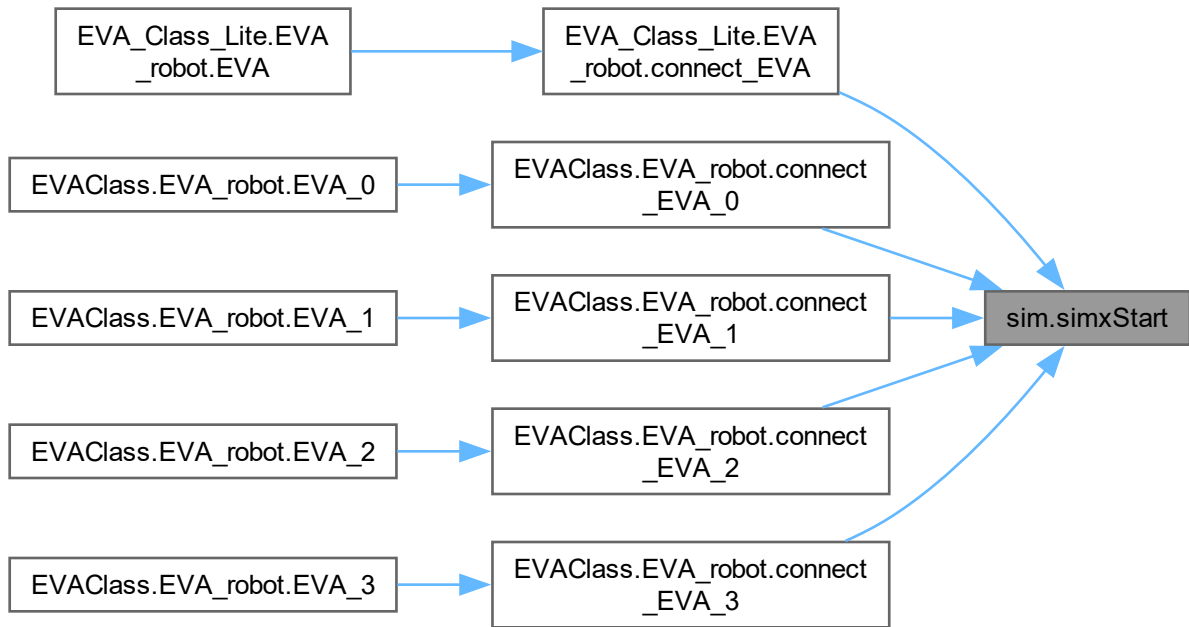 EVA_Class_Lite.EVA
_robot.EVA
EVA_Class_Lite.EVA
_robot.connect_EVA
EVAClass.EVA_robot.EVA_0
EVAClass.EVA_robot.connect
_EVA_0
EVAClass.EVA_robot.EVA_1
EVAClass.EVA_robot.connect
_EVA_1
sim.simxStart
EVAClass.EVA_robot.EVA_2
EVAClass.EVA_robot.connect
_EVA_2
EVAClass.EVA_robot.EVA_3
EVAClass.EVA_robot.connect
_EVA_3